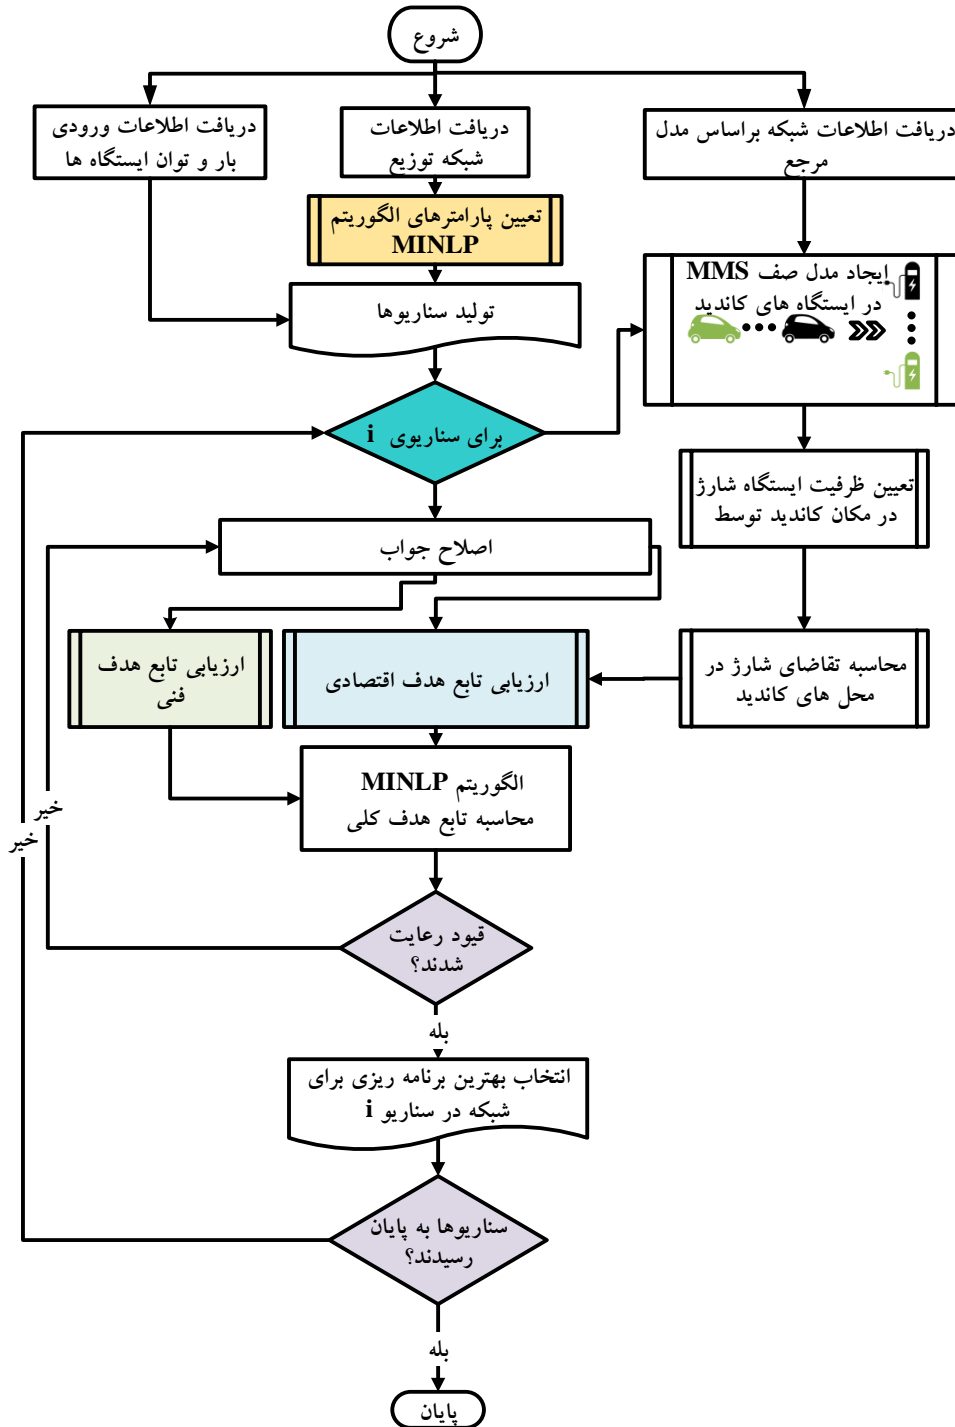 شروع
دریافت اطلاعات ورودی
بار و توان ایستگاه ها
دریافت اطلاعات
شبکه توزیع
دریافت اطلاعات شبکه براساس مدل
مرجع
تعیین پارامترهای الگوریتم
MINLP
ایجاد مدل صف MMS
در ایستگاه های کاندید
تولید سناریوها
برای سناریوی i
تعیین ظرفیت ایستگاه شارژ
در مکان کاندید توسط
اصلاح جواب
ارزیابی تابع هدف
فنی
ارزیابی تابع هدف اقتصادی
محاسبه تقاضای شارژ در
محل های کاندید
الگوریتم MINLP
محاسبه تابع هدف کلی
خیر
خیر
قیود رعایت
شدند؟
بله
انتخاب بهترین برنامه ریزی برای
شبکه در سناریو i
سناریوها به پایان
رسیدند؟
بله
پایان